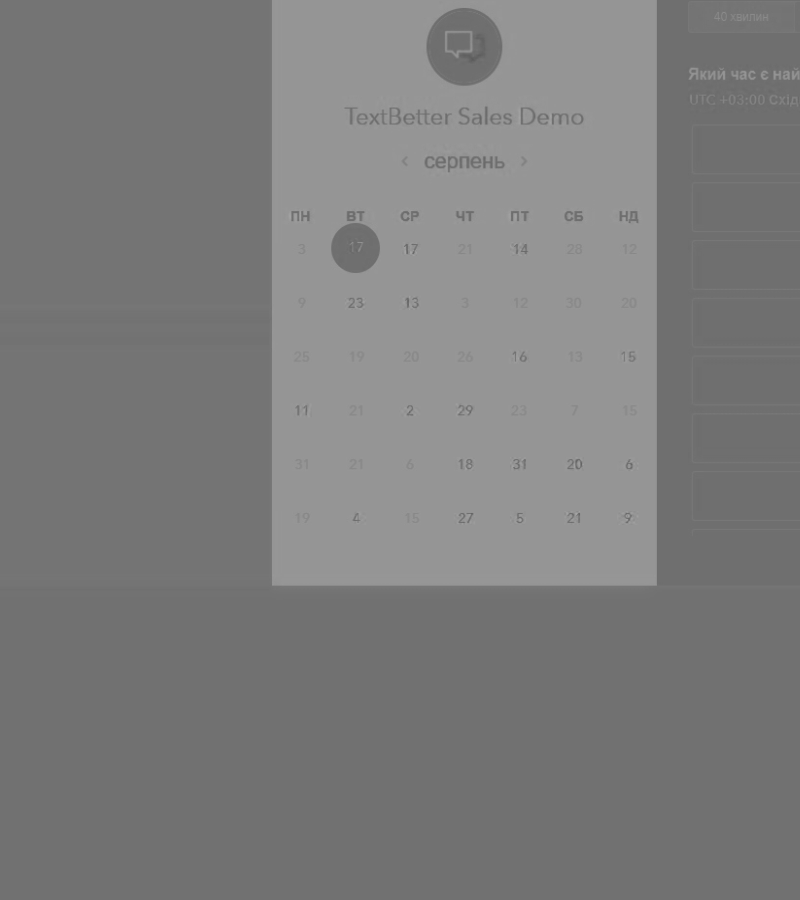 TextBetter Sales Demo
‹ серпень ›
ПН ВТ СР ЧТ ПТ СБ НД
3 17 17 21 14 28 12
9 23 13 3 12 30 20
25 19 20 26 16 13 15
11 21 2 29 23 7 15
31 21 6 18 31 20 6
19 4 15 27 5 21 9
40 хвилин
Який час є най
UTC +03:00 Схід